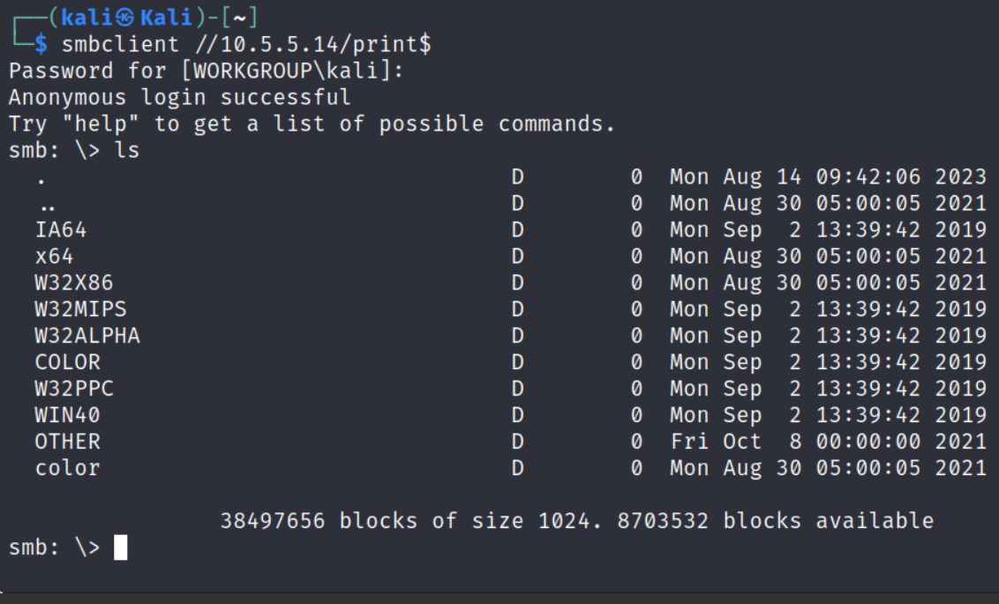 ┌──(kali㉿Kali)-[~]
└─$ smbclient //10.5.5.14/print$
Password for [WORKGROUP\kali]:
Anonymous login successful
Try "help" to get a list of possible commands.
smb: \> ls
  .                                   D        0  Mon Aug 14 09:42:06 2023
  ..                                  D        0  Mon Aug 30 05:00:05 2021
  IA64                                D        0  Mon Sep  2 13:39:42 2019
  x64                                 D        0  Mon Aug 30 05:00:05 2021
  W32X86                              D        0  Mon Aug 30 05:00:05 2021
  W32MIPS                             D        0  Mon Sep  2 13:39:42 2019
  W32ALPHA                            D        0  Mon Sep  2 13:39:42 2019
  COLOR                               D        0  Mon Sep  2 13:39:42 2019
  W32PPC                              D        0  Mon Sep  2 13:39:42 2019
  WIN40                               D        0  Mon Sep  2 13:39:42 2019
  OTHER                               D        0  Fri Oct  8 00:00:00 2021
  color                               D        0  Mon Aug 30 05:00:05 2021
                38497656 blocks of size 1024. 8703532 blocks available
smb: \>